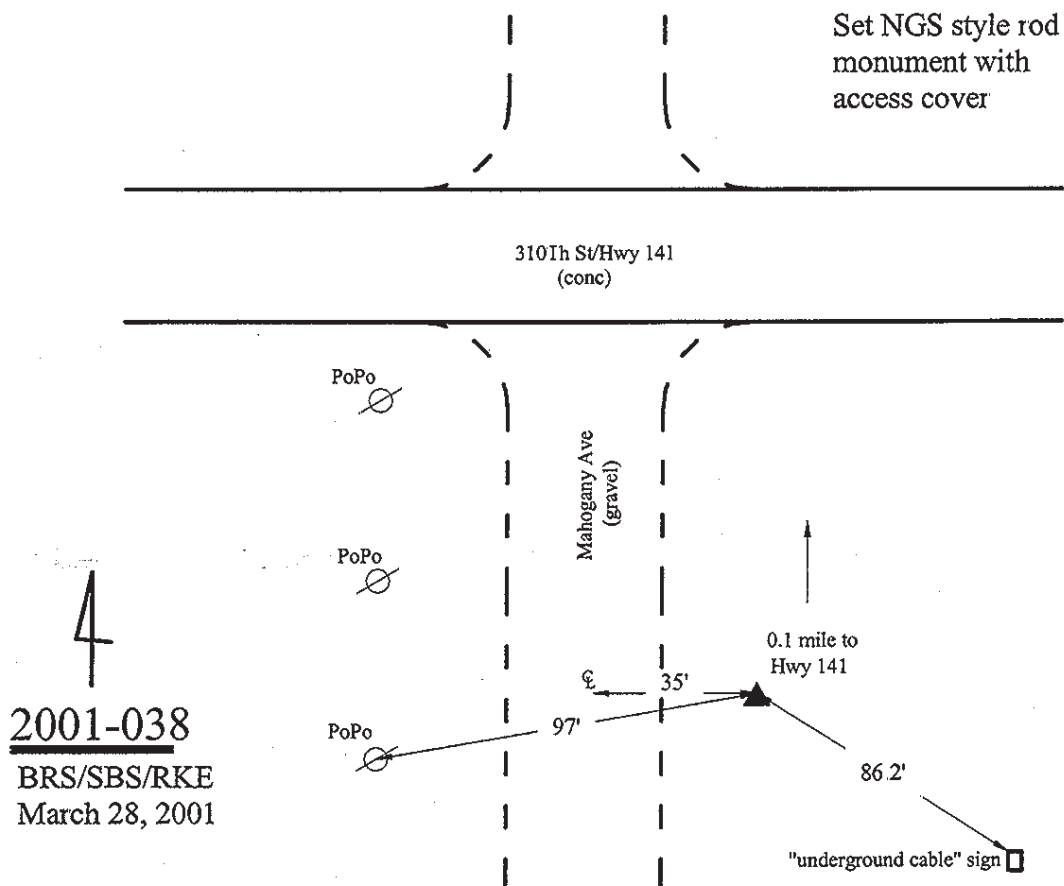 Set NGS style rod
monument with
access cover
310Th St/Hwy 141
(conc)
PoPo
Mahogany Ave
(gravel)
PoPo
0.1 mile to
Hwy 141
℄ 35'
97'
PoPo
86.2'
2001-038
BRS/SBS/RKE
March 28, 2001
"underground cable" sign